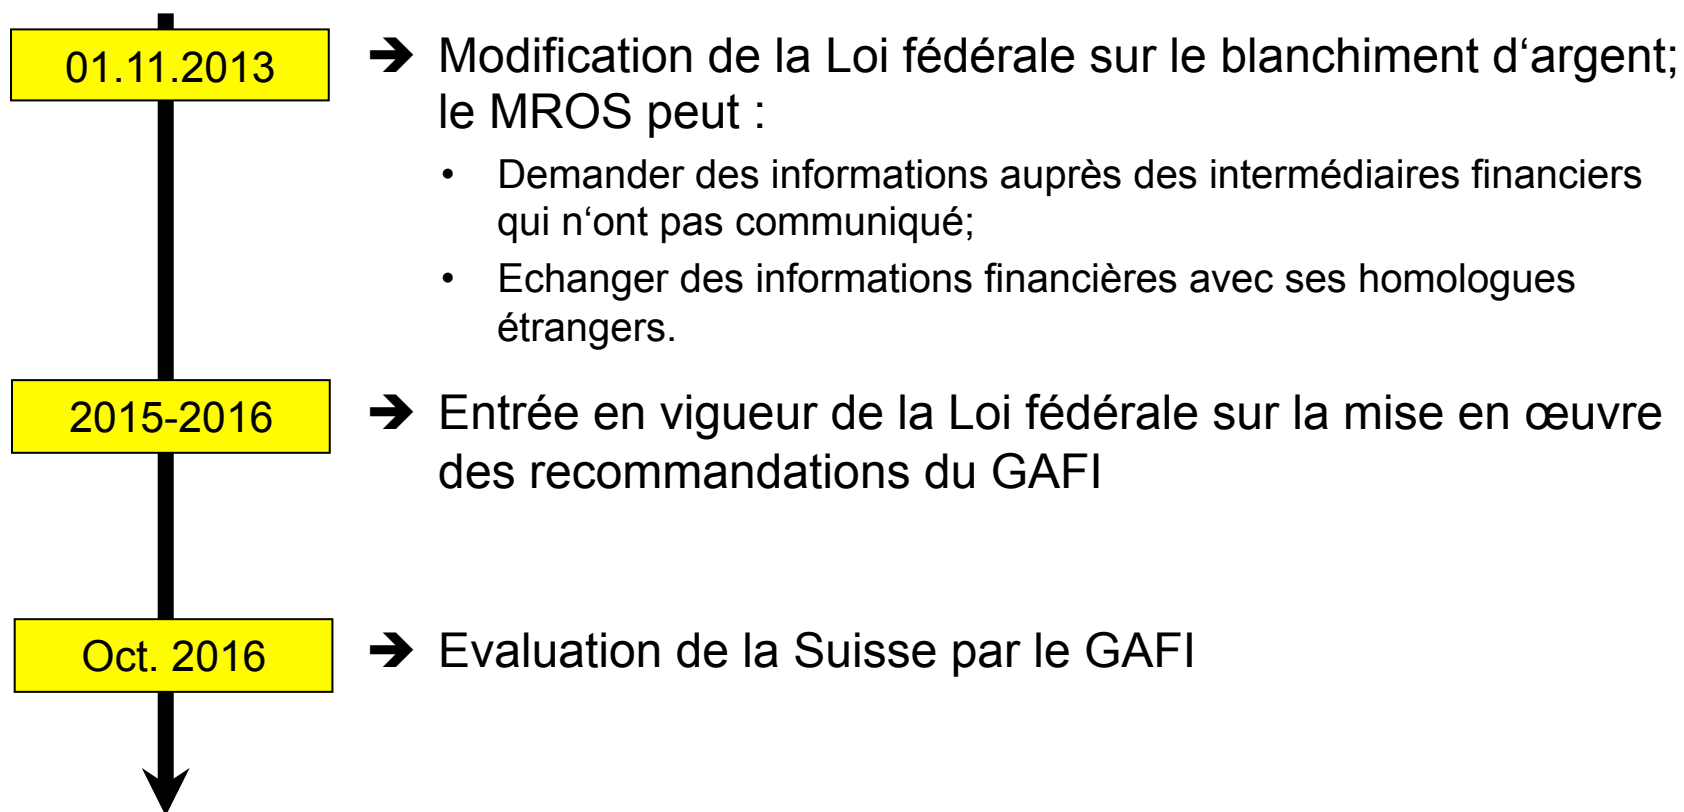 01.11.2013
➔ Modification de la Loi fédérale sur le blanchiment d‘argent;
le MROS peut :
• Demander des informations auprès des intermédiaires financiers
qui n‘ont pas communiqué;
• Echanger des informations financières avec ses homologues
étrangers.
2015-2016
➔ Entrée en vigueur de la Loi fédérale sur la mise en œuvre
des recommandations du GAFI
Oct. 2016
➔ Evaluation de la Suisse par le GAFI